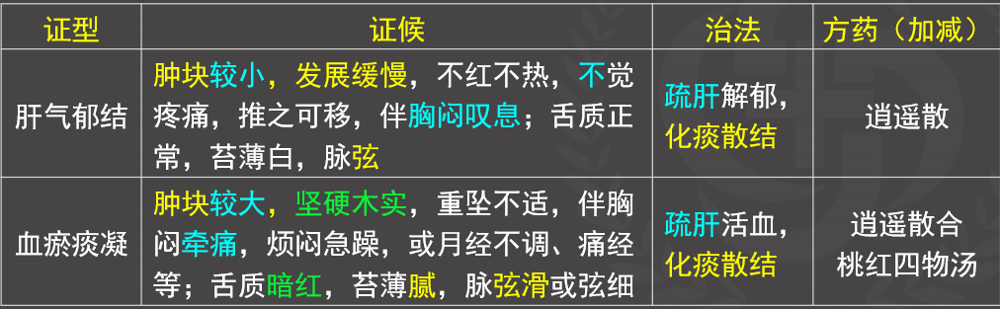 证型
证候
治法
方药（加减）
肝气郁结
肿块较小，发展缓慢，不红不热，不觉
疼痛，推之可移，伴胸闷叹息；舌质正
常，苔薄白，脉弦
疏肝解郁，
化痰散结
逍遥散
血瘀痰凝
肿块较大，坚硬木实，重坠不适，伴胸
闷牵痛，烦闷急躁，或月经不调、痛经
等；舌质暗红，苔薄腻，脉弦滑或弦细
疏肝活血，
化痰散结
逍遥散合
桃红四物汤